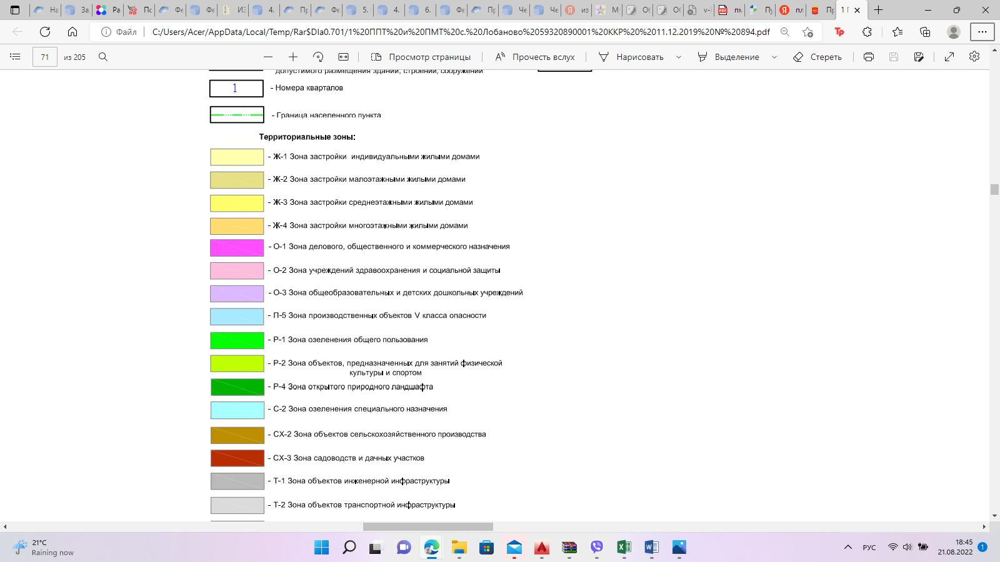 На
За
Ра
По
Фе
Фе
ИЗ
4.
Пр
Фе
5.
4.
6.
Фе
Пр
Че
Че
из
Му
Об
Об
v-l
пм
Пу
пл
Пр
1 Г
Файл
C:/Users/Acer/AppData/Local/Temp/Rar$DIa0.701/1%20ППТ%20и%20ПМТ%20с.%20Лобаново%2059320890001%20ККР%20%2011.12.2019%20№%20894.pdf
71 из 205
Просмотр страницы
Прочесть вслух
Нарисовать
Выделение
Стереть
допустимого размещения зданий, строений, сооружений
1 - Номера кварталов
- Граница населенного пункта
Территориальные зоны:
- Ж-1 Зона застройки индивидуальными жилыми домами
- Ж-2 Зона застройки малоэтажными жилыми домами
- Ж-3 Зона застройки среднеэтажными жилыми домами
- Ж-4 Зона застройки многоэтажными жилыми домами
- О-1 Зона делового, общественного и коммерческого назначения
- О-2 Зона учреждений здравоохранения и социальной защиты
- О-3 Зона общеобразовательных и детских дошкольных учреждений
- П-5 Зона производственных объектов V класса опасности
- Р-1 Зона озеленения общего пользования
- Р-2 Зона объектов, предназначенных для занятий физической
культуры и спортом
- Р-4 Зона открытого природного ландшафта
- С-2 Зона озеленения специального назначения
- СХ-2 Зона объектов сельскохозяйственного производства
- СХ-3 Зона садоводств и дачных участков
- Т-1 Зона объектов инженерной инфраструктуры
- Т-2 Зона объектов транспортной инфраструктуры
21°C
Raining now
РУС
18:45
21.08.2022
1